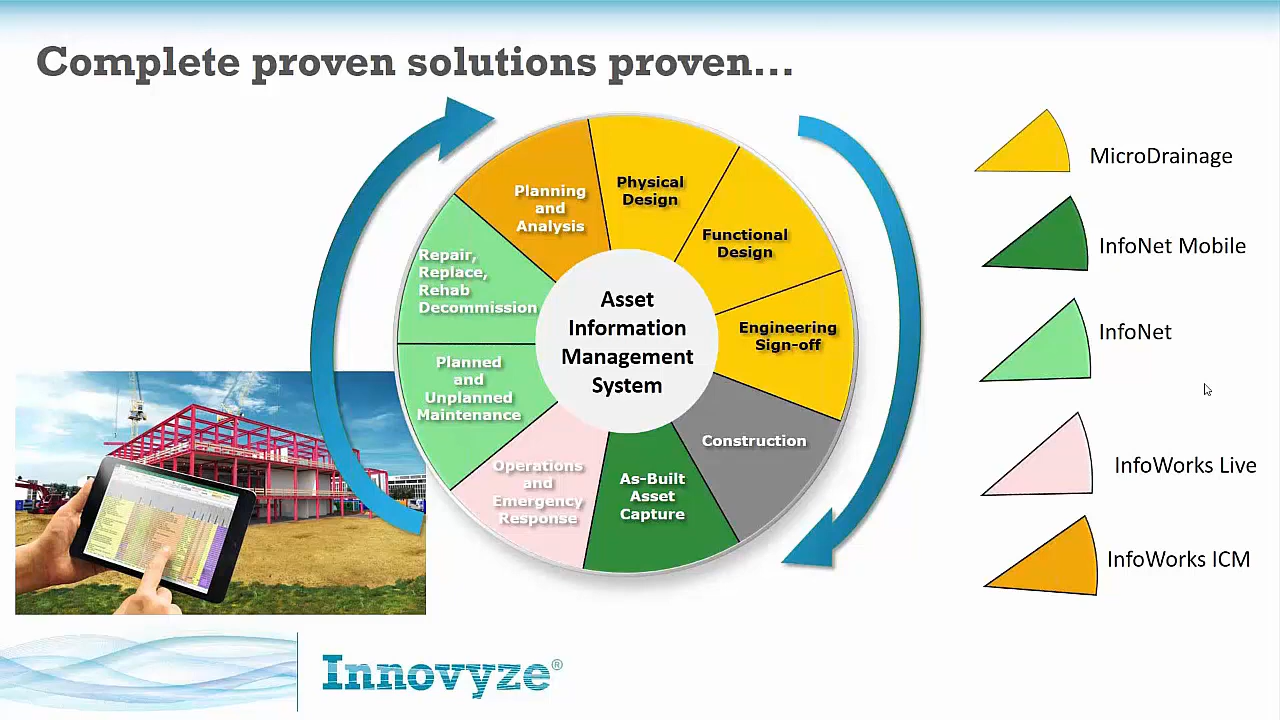 Complete proven solutions proven...
Planning
and
Analysis
Physical
Design
Functional
Design
Engineering
Sign-off
Construction
As-Built
Asset
Capture
Operations
and
Emergency
Response
Planned
and
Unplanned
Maintenance
Repair,
Replace,
Rehab
Decommission
Asset
Information
Management
System
MicroDrainage
InfoNet Mobile
InfoNet
InfoWorks Live
InfoWorks ICM
Innovyze®